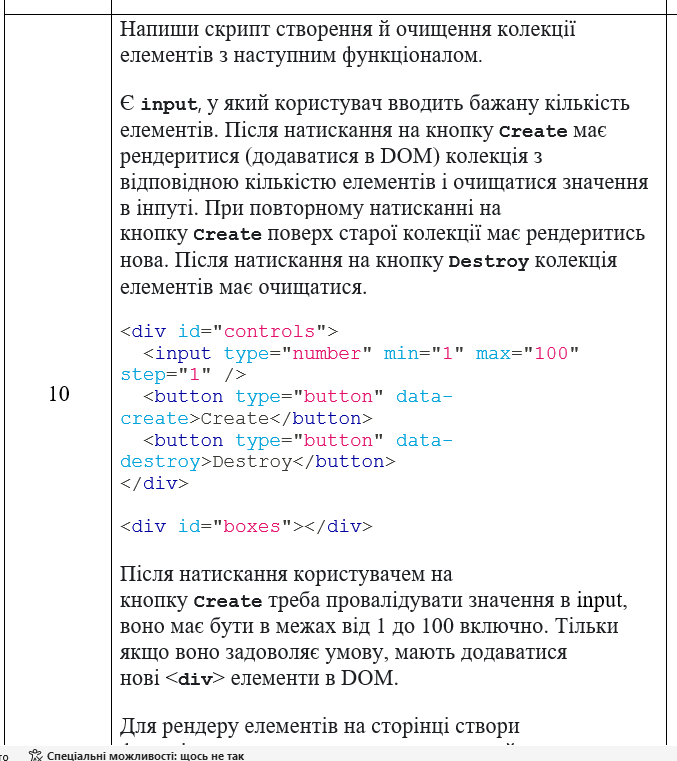 Напиши скрипт створення й очищення колекції
елементів з наступним функціоналом.
Є input, у який користувач вводить бажану кількість
елементів. Після натискання на кнопку Create має
рендеритися (додаватися в DOM) колекція з
відповідною кількістю елементів і очищатися значення
в інпуті. При повторному натисканні на
кнопку Create поверх старої колекції має рендеритись
нова. Після натискання на кнопку Destroy колекція
елементів має очищатися.
<div id="controls">
  <input type="number" min="1" max="100"
step="1" />
  <button type="button" data-
create>Create</button>
  <button type="button" data-
destroy>Destroy</button>
</div>
10
<div id="boxes"></div>
Після натискання користувачем на
кнопку Create треба провалідувати значення в input,
воно має бути в межах від 1 до 100 включно. Тільки
якщо воно задоволяє умову, мають додаватися
нові <div> елементи в DOM.
Для рендеру елементів на сторінці створи
Спеціальні можливості: щось не так